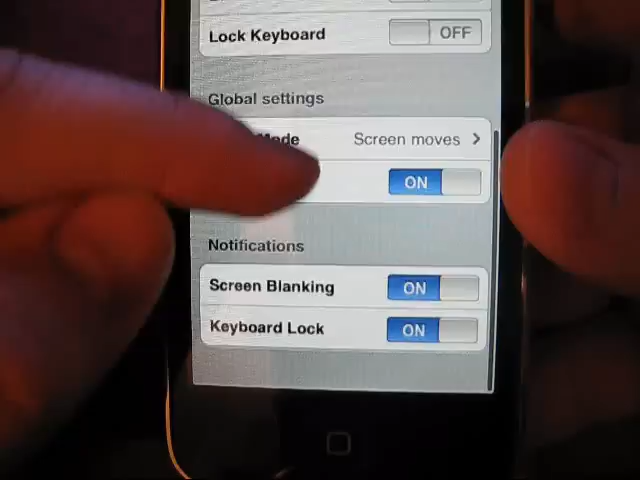 Lock Keyboard OFF
Global settings
Mode Screen moves
ON
Notifications
Screen Blanking ON
Keyboard Lock ON